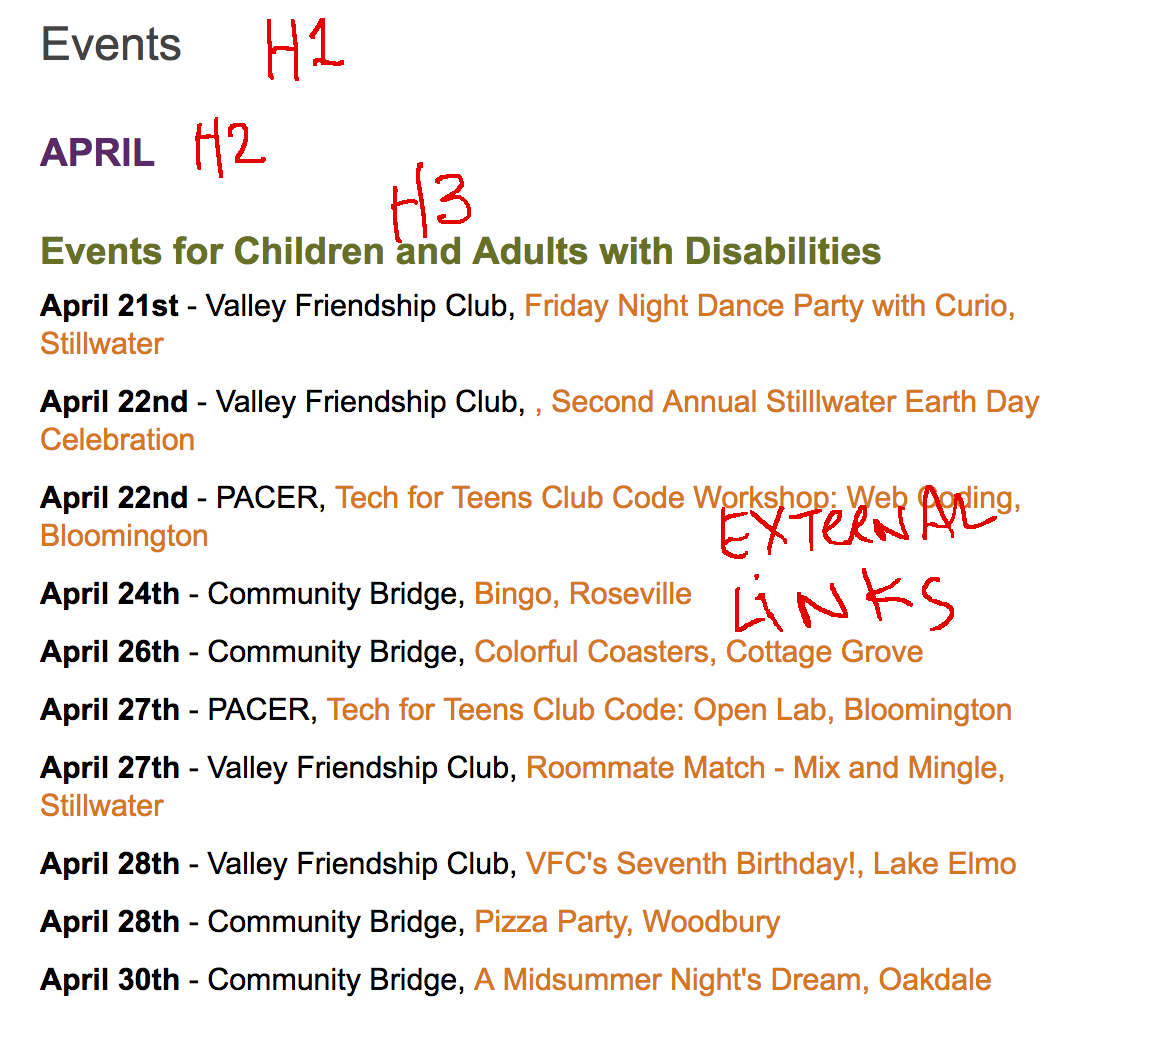 Events H1
APRIL H2
H3
Events for Children and Adults with Disabilities
April 21st - Valley Friendship Club, Friday Night Dance Party with Curio,
Stillwater
April 22nd - Valley Friendship Club, , Second Annual Stilllwater Earth Day
Celebration
April 22nd - PACER, Tech for Teens Club Code Workshop: Web Coding,
Bloomington
EXTERNAL
April 24th - Community Bridge, Bingo, Roseville
LINKS
April 26th - Community Bridge, Colorful Coasters, Cottage Grove
April 27th - PACER, Tech for Teens Club Code: Open Lab, Bloomington
April 27th - Valley Friendship Club, Roommate Match - Mix and Mingle,
Stillwater
April 28th - Valley Friendship Club, VFC's Seventh Birthday!, Lake Elmo
April 28th - Community Bridge, Pizza Party, Woodbury
April 30th - Community Bridge, A Midsummer Night's Dream, Oakdale